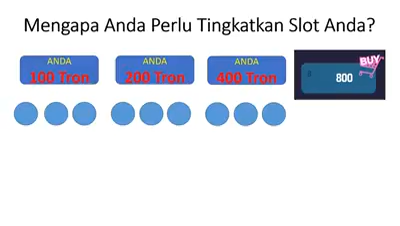 Mengapa Anda Perlu Tingkatkan Slot Anda?
ANDA
100 Tron
ANDA
200 Tron
ANDA
400 Tron
BUY
800